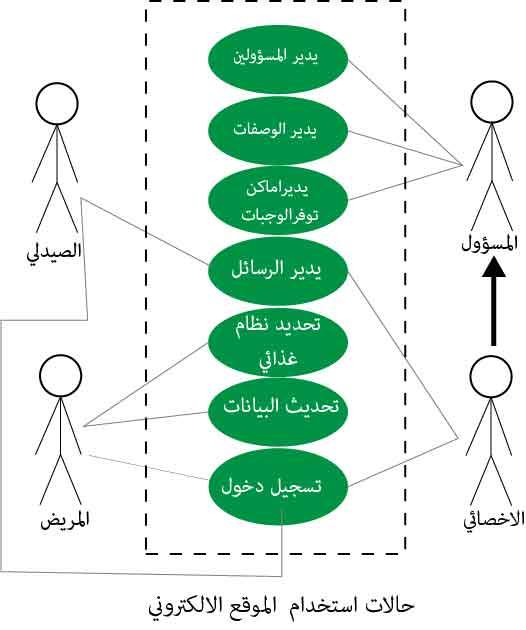 يدير المسؤولين
يدير الوصفات
يديراماكن
توفرالوجبات
المسؤول
الصيدلي
يدير الرسائل
تحديد نظام
غذائي
تحديث البيانات
تسجيل دخول
المريض
الاخصائي
حالات استخدام الموقع الالكتروني